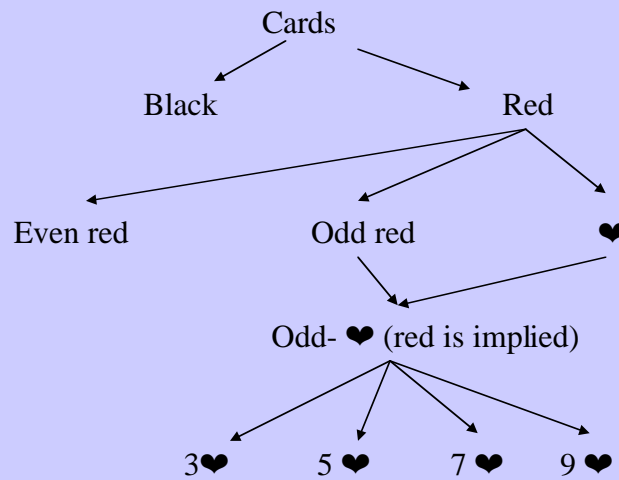 Cards
Black Red
Even red Odd red ❤
Odd- ❤ (red is implied)
3❤ 5 ❤ 7 ❤ 9 ❤